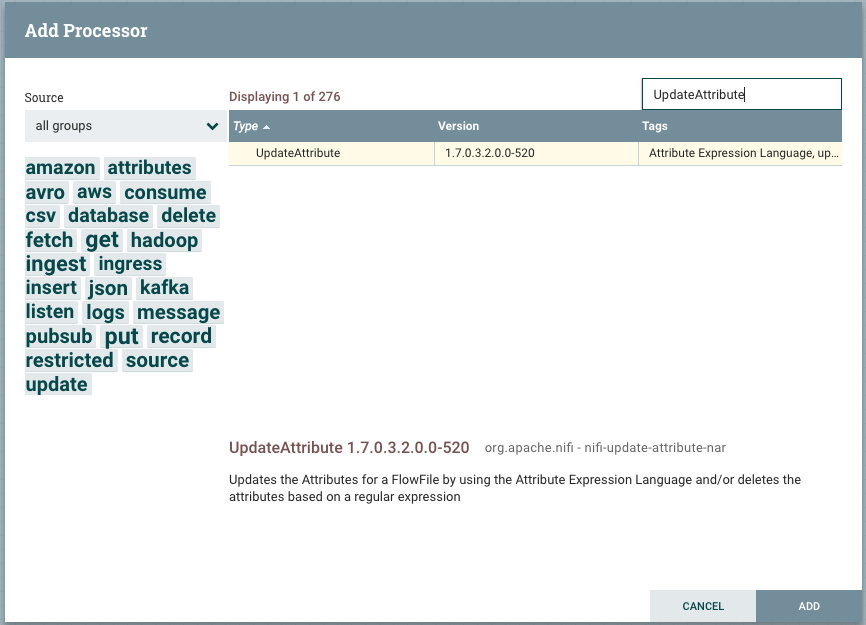 Add Processor
Source
Displaying 1 of 276
UpdateAttribute
all groups
Type Version Tags
UpdateAttribute 1.7.0.3.2.0.0-520 Attribute Expression Language, up...
amazon attributes
avro aws consume
csv database delete
fetch get hadoop
ingest ingress
insert json kafka
listen logs message
pubsub put record
restricted source
update
UpdateAttribute 1.7.0.3.2.0.0-520 org.apache.nifi - nifi-update-attribute-nar
Updates the Attributes for a FlowFile by using the Attribute Expression Language and/or deletes the
attributes based on a regular expression
CANCEL ADD